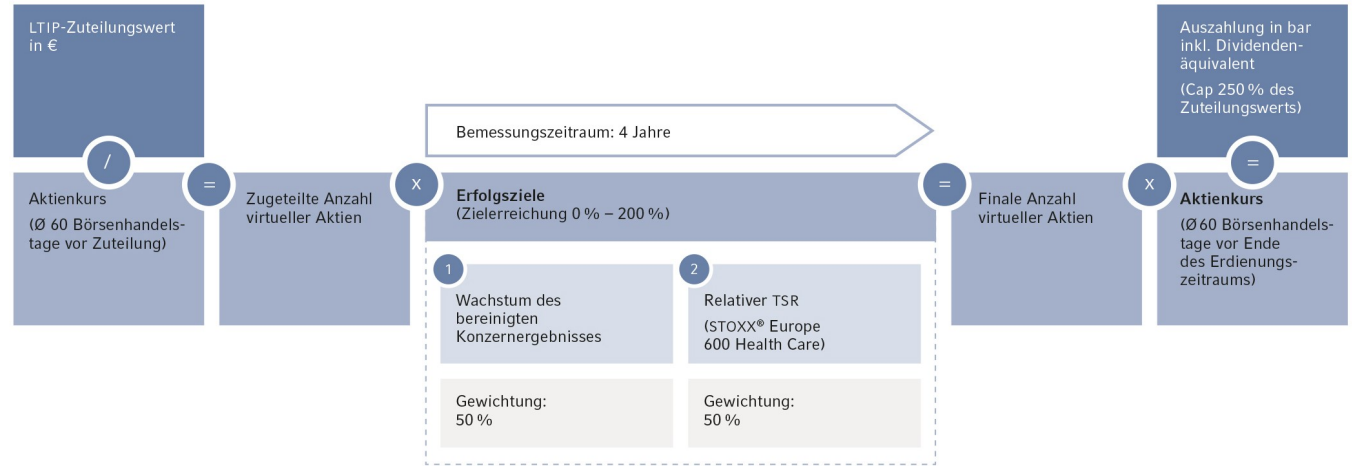 LTIP-Zuteilungswert
in €
/
Aktienkurs
(Ø 60 Börsenhandels-
tage vor Zuteilung)
=
Zugeteilte Anzahl
virtueller Aktien
x
Bemessungszeitraum: 4 Jahre
Erfolgsziele
(Zielerreichung 0 % – 200 %)
1
Wachstum des
bereinigten
Konzernergebnisses
Gewichtung:
50 %
2
Relativer TSR
(STOXX® Europe
600 Health Care)
Gewichtung:
50 %
=
Finale Anzahl
virtueller Aktien
x
Auszahlung in bar
inkl. Dividenden-
äquivalent
(Cap 250 % des
Zuteilungswerts)
=
Aktienkurs
(Ø 60 Börsenhandels-
tage vor Ende
des Erdienungs-
zeitraums)